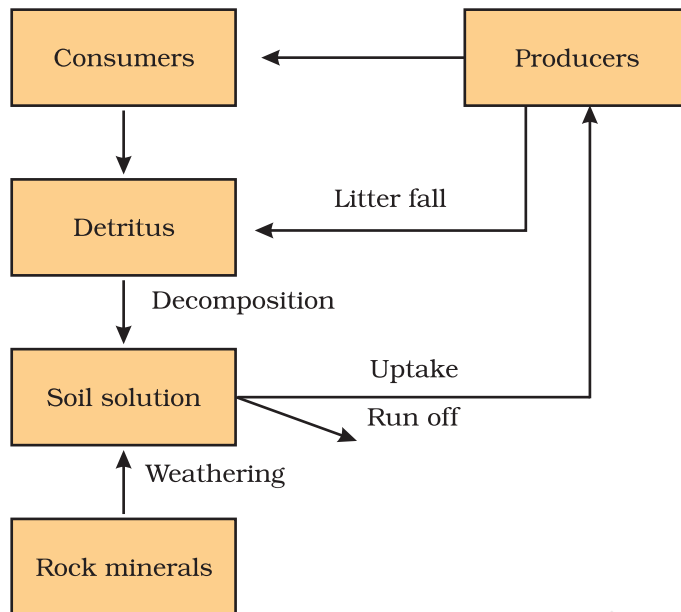 Consumers
Producers
Litter fall
Detritus
Decomposition
Uptake
Soil solution
Run off
Weathering
Rock minerals